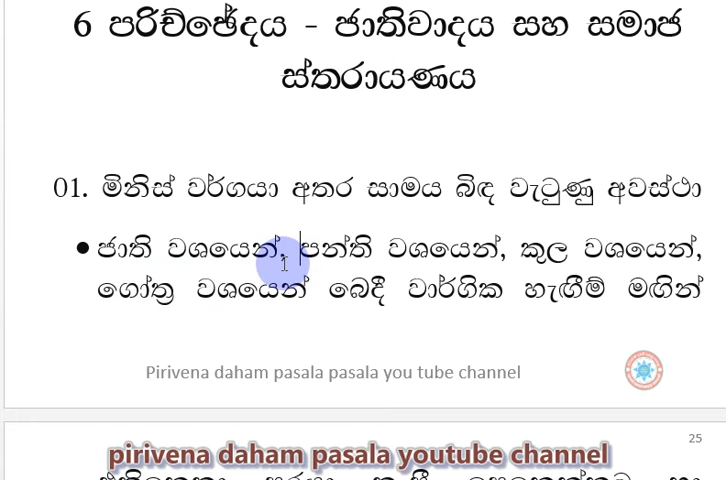 6 පරිච්ඡේදය - ජාතිවාදය සහ සමාජ
ස්තරායණය
01. මිනිස් වර්ගයා අතර සාමය බිඳ වැටුණු අවස්ථා
● ජාති වශයෙන්, පන්ති වශයෙන්, කුල වශයෙන්,
ගෝත්‍ර වශයෙන් බෙදී වාර්ගික හැඟීම් මඟින්
Pirivena daham pasala pasala you tube channel
25
pirivena daham pasala youtube channel